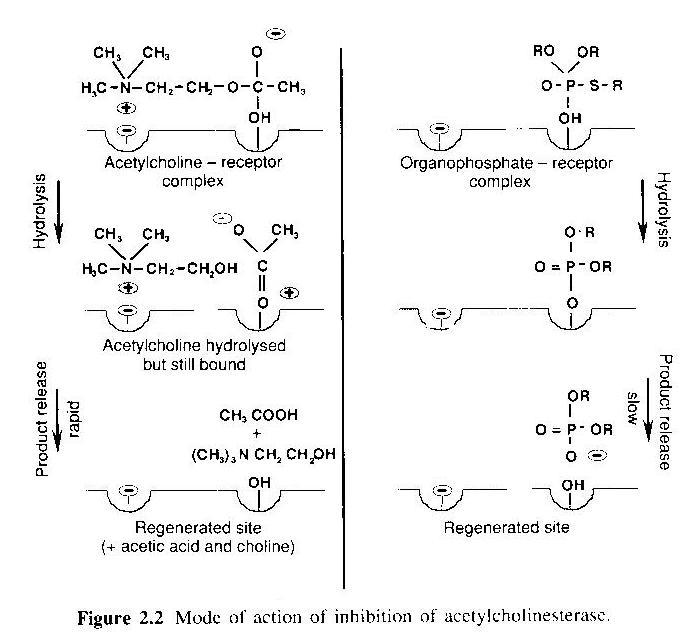 CH₃ CH₃
H₃C-N-CH₂-CH₂-O-C-CH₃
O ⊖
⊕
OH
⊖
Acetylcholine – receptor
complex
Hydrolysis
CH₃ CH₃
H₃C-N-CH₂-CH₂OH
⊕
⊖ O CH₃
C
O ⊕
⊖
Acetylcholine hydrolysed
but still bound
Product release
rapid
CH₃ COOH
+
(CH₃)₃ N CH₂ CH₂OH
OH
⊖
Regenerated site
(+ acetic acid and choline)
RO OR
O-P-S-R
OH
⊖
Organophosphate – receptor
complex
Hydrolysis
O·R
O=P-OR
O
⊖
Product release
slow
OR
O=P-OR
O ⊖
OH
⊖
Regenerated site
Figure 2.2 Mode of action of inhibition of acetylcholinesterase.